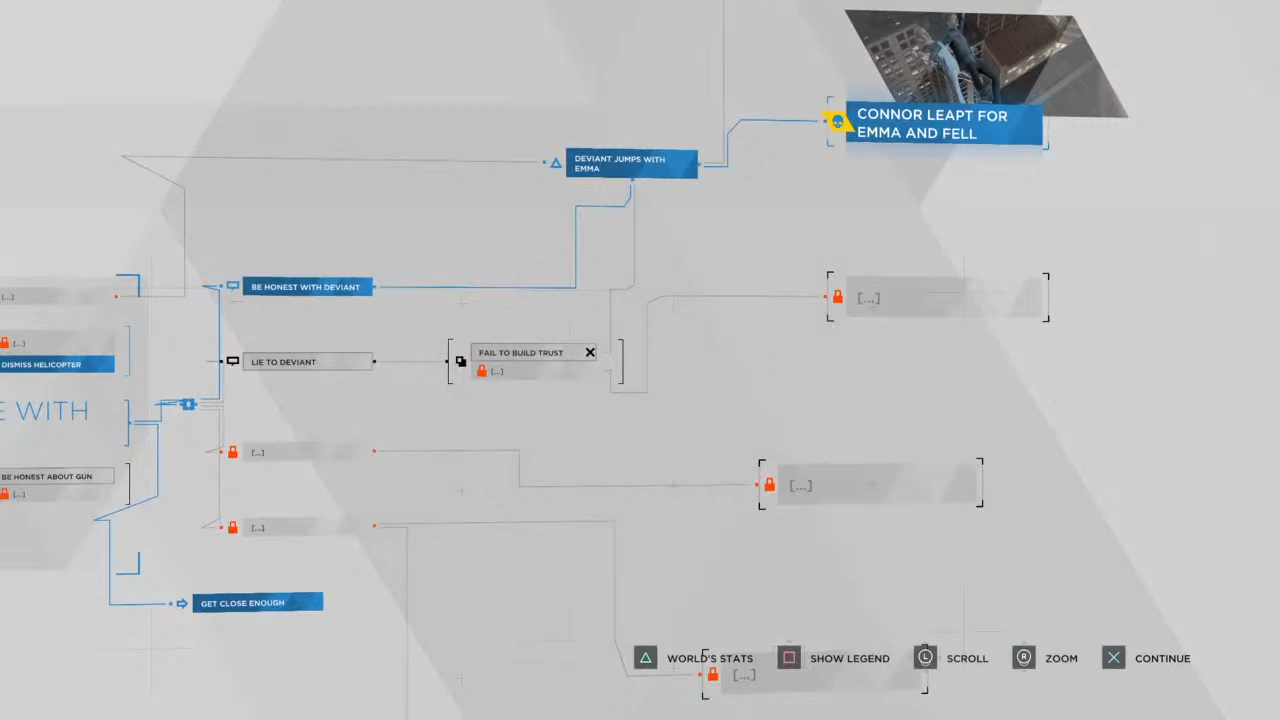 CONNOR LEAPT FOR
EMMA AND FELL
DEVIANT JUMPS WITH
EMMA
BE HONEST WITH DEVIANT
[...]
[...]
[...]
DISMISS HELICOPTER
FAIL TO BUILD TRUST
LIE TO DEVIANT
[...]
E WITH
[...]
[...]
BE HONEST ABOUT GUN
[...]
[...]
GET CLOSE ENOUGH
WORLD'S STATS
SHOW LEGEND
L
SCROLL
R
ZOOM
CONTINUE
[...]